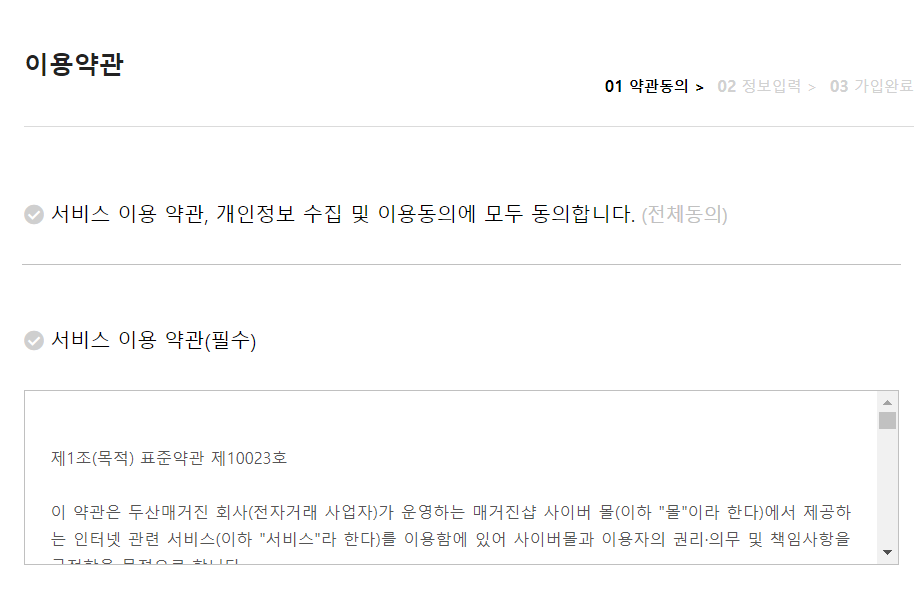 이용약관
01 약관동의 > 02 정보입력 > 03 가입완료
서비스 이용 약관, 개인정보 수집 및 이용동의에 모두 동의합니다. (전체동의)
서비스 이용 약관(필수)
제1조(목적) 표준약관 제10023호
이 약관은 두산매거진 회사(전자거래 사업자)가 운영하는 매거진샵 사이버 몰(이하 "몰"이라 한다)에서 제공하
는 인터넷 관련 서비스(이하 "서비스"라 한다)를 이용함에 있어 사이버몰과 이용자의 권리·의무 및 책임사항을